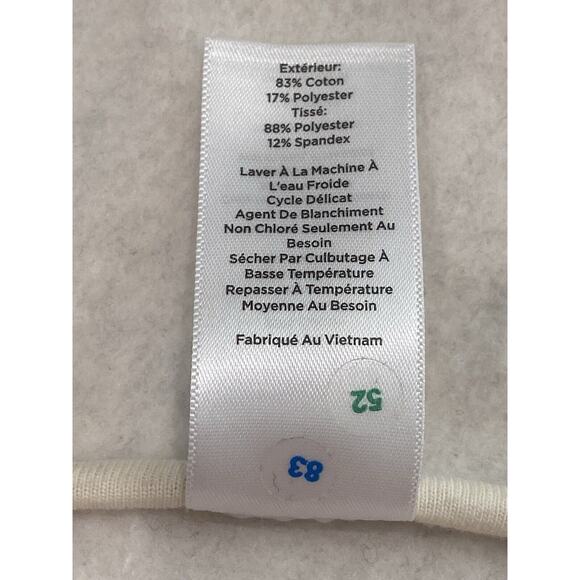 Extérieur:
83% Coton
17% Polyester
Tissé:
88% Polyester
12% Spandex
Laver À La Machine À
L'eau Froide
Cycle Délicat
Agent De Blanchiment
Non Chloré Seulement Au
Besoin
Sécher Par Culbutage À
Basse Température
Repasser À Température
Moyenne Au Besoin
Fabriqué Au Vietnam
52
83